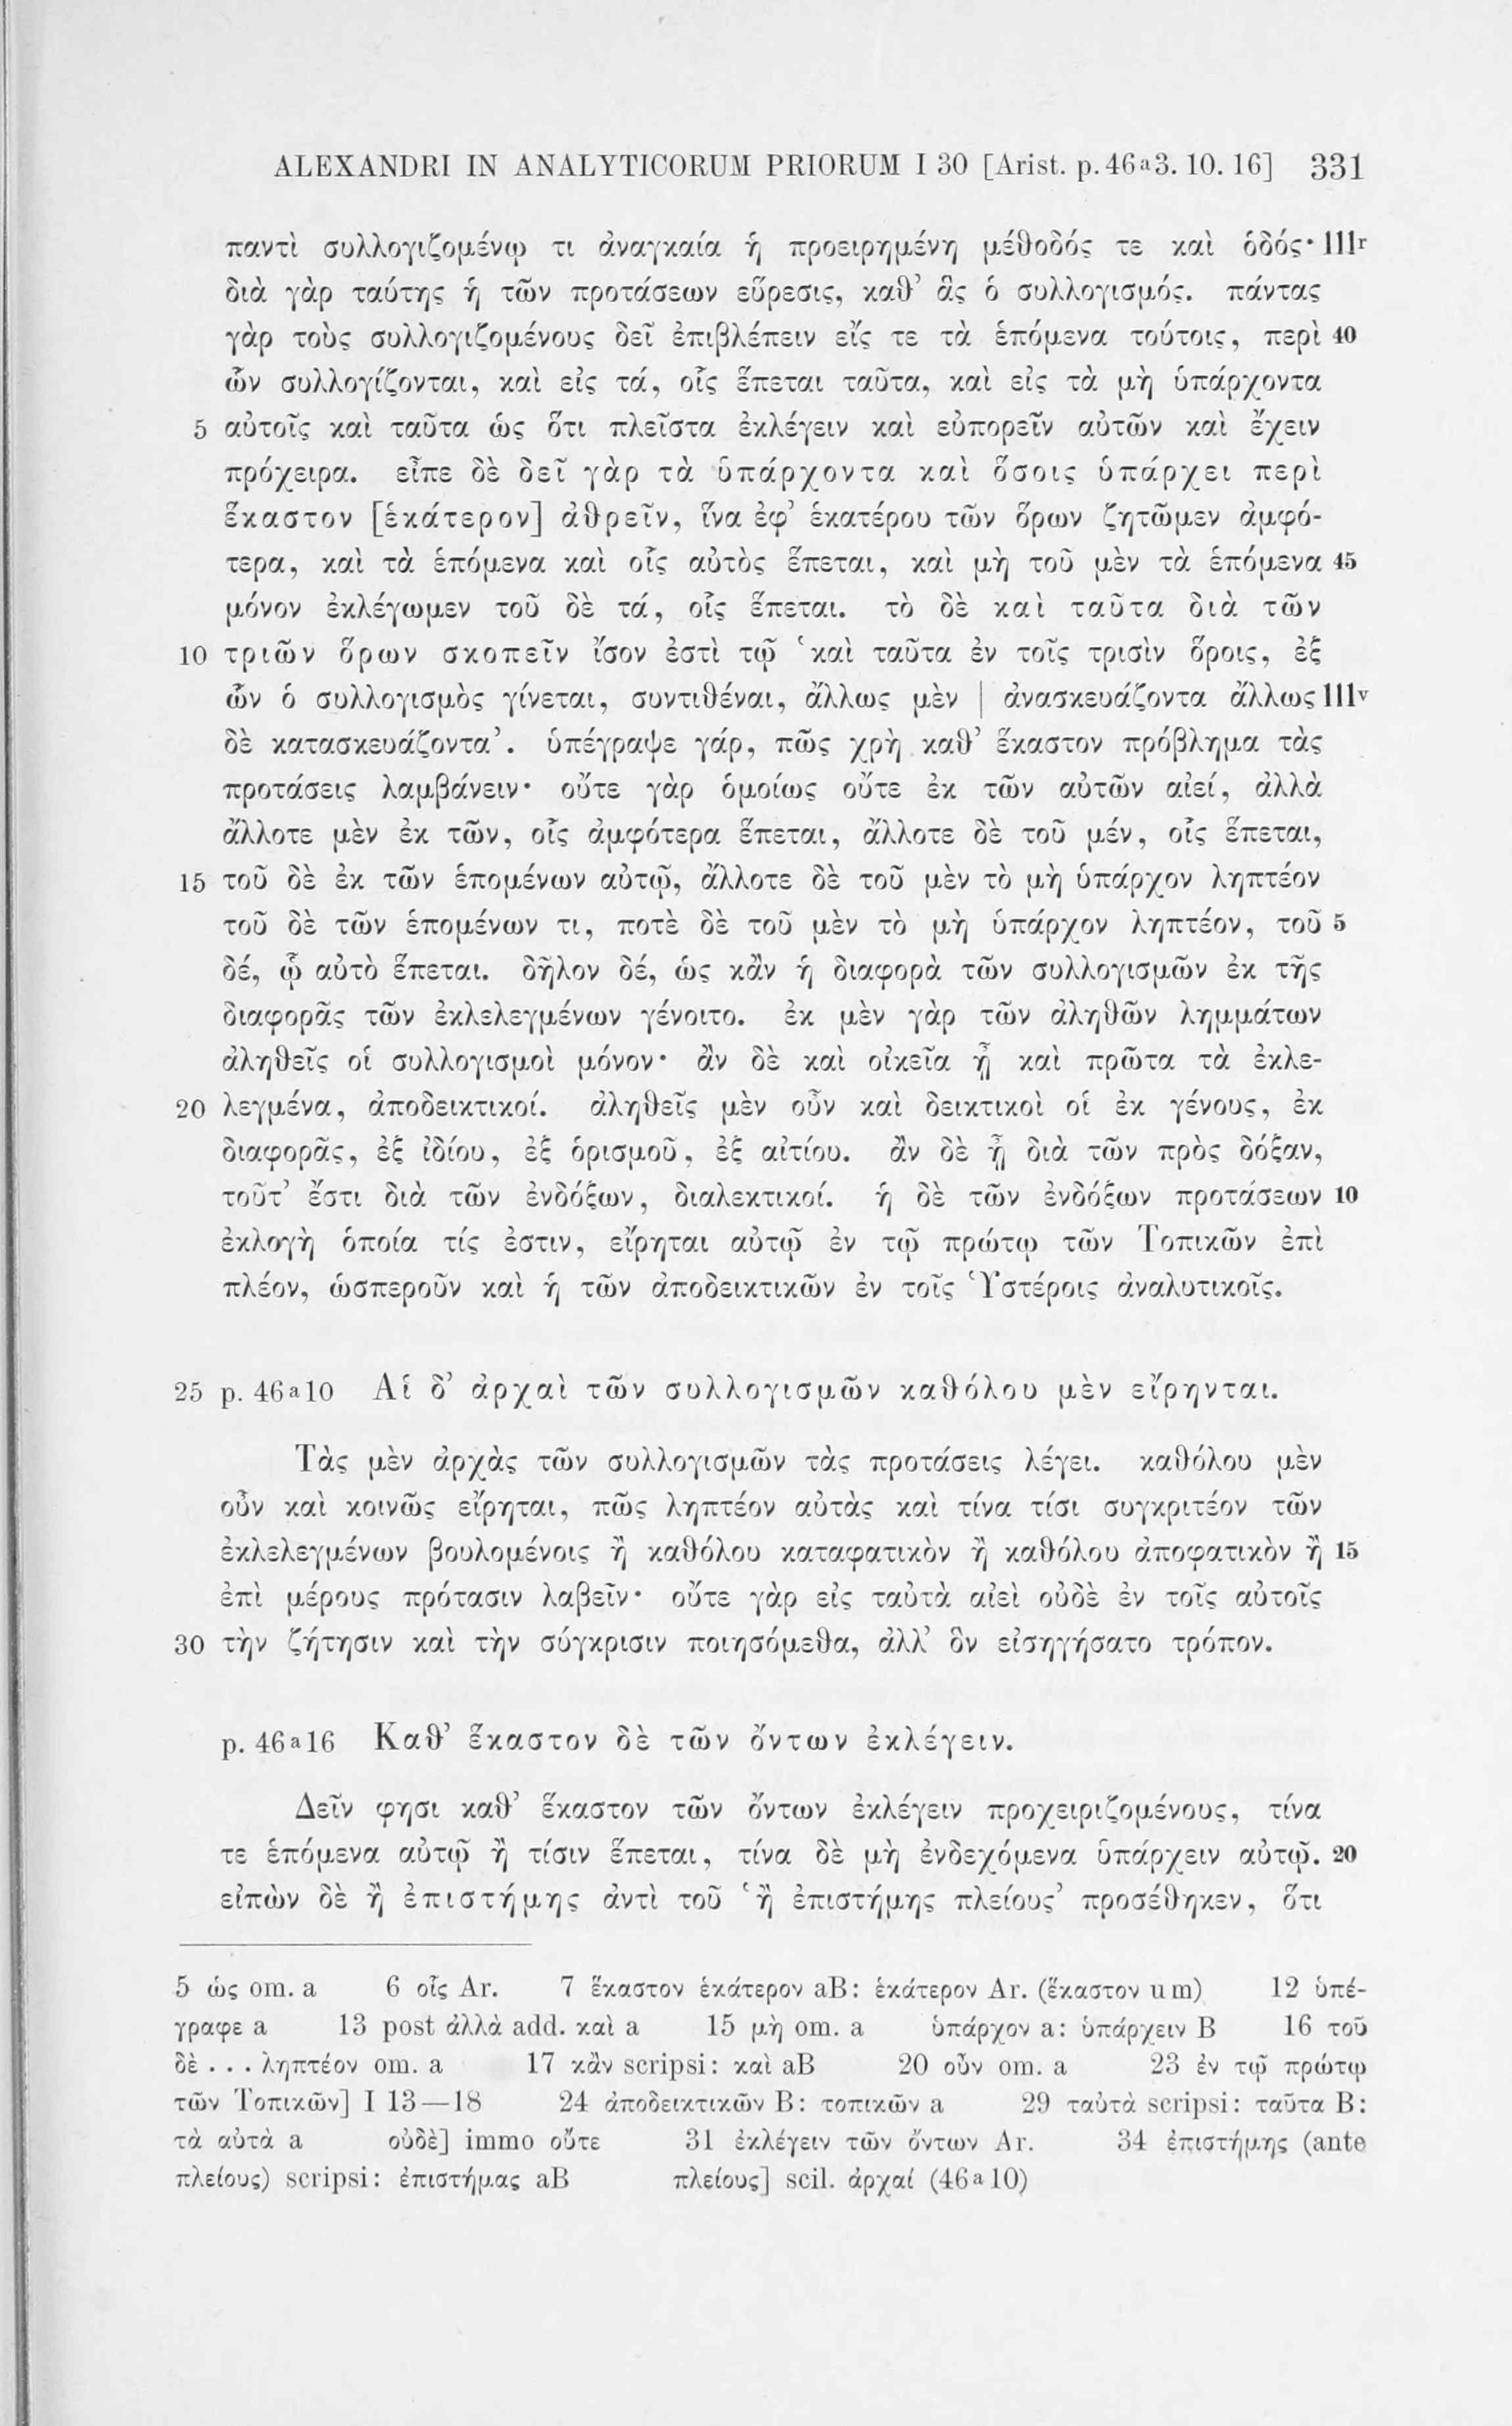 ALEXANDRI IN ANALYTICORUM PRIORUM I 30 [Arist. p. 46a3. 10. 16] 331
παντὶ συλλογιζομένῳ τι ἀναγκαία ἡ προειρημένη μέθοδός τε καὶ ὁδός· 111r
διὰ γὰρ ταύτης ἡ τῶν προτάσεων εὕρεσις, καθ’ ἃς ὁ συλλογισμός. πάντας
γὰρ τοὺς συλλογιζομένους δεῖ ἐπιβλέπειν εἴς τε τὰ ἑπόμενα τούτοις, περὶ 40
ὧν συλλογίζονται, καὶ εἰς τά, οἷς ἕπεται ταῦτα, καὶ εἰς τὰ μὴ ὑπάρχοντα
5 αὐτοῖς καὶ ταῦτα ὡς ὅτι πλεῖστα ἐκλέγειν καὶ εὐπορεῖν αὐτῶν καὶ ἔχειν
πρόχειρα. εἶπε δὲ δεῖ γὰρ τὰ ὑπάρχοντα καὶ ὅσοις ὑπάρχει περὶ
ἕκαστον [ἑκάτερον] ἀθρεῖν, ἵνα ἐφ’ ἑκατέρου τῶν ὅρων ζητῶμεν ἀμφό-
τερα, καὶ τὰ ἑπόμενα καὶ οἷς αὐτὸς ἕπεται, καὶ μὴ τοῦ μὲν τὰ ἑπόμενα 45
μόνον ἐκλέγωμεν τοῦ δὲ τά, οἷς ἕπεται. τὸ δὲ καὶ ταῦτα διὰ τῶν
10 τριῶν ὅρων σκοπεῖν ἴσον ἐστὶ τῷ ‘καὶ ταῦτα ἐν τοῖς τρισὶν ὅροις, ἐξ
ὧν ὁ συλλογισμὸς γίνεται, συντιθέναι, ἄλλως μὲν | ἀνασκευάζοντα ἄλλως 111v
δὲ κατασκευάζοντα’. ὑπέγραψε γάρ, πῶς χρὴ καθ’ ἕκαστον πρόβλημα τὰς
προτάσεις λαμβάνειν· οὔτε γὰρ ὁμοίως οὔτε ἐκ τῶν αὐτῶν αἰεί, ἀλλὰ
ἄλλοτε μὲν ἐκ τῶν, οἷς ἀμφότερα ἕπεται, ἄλλοτε δὲ τοῦ μέν, οἷς ἕπεται,
15 τοῦ δὲ ἐκ τῶν ἑπομένων αὐτῷ, ἄλλοτε δὲ τοῦ μὲν τὸ μὴ ὑπάρχον ληπτέον
τοῦ δὲ τῶν ἑπομένων τι, ποτὲ δὲ τοῦ μὲν τὸ μὴ ὑπάρχον ληπτέον, τοῦ 5
δέ, ᾧ αὐτὸ ἕπεται. δῆλον δέ, ὡς κἂν ἡ διαφορὰ τῶν συλλογισμῶν ἐκ τῆς
διαφορᾶς τῶν ἐκλελεγμένων γένοιτο. ἐκ μὲν γὰρ τῶν ἀληθῶν λημμάτων
ἀληθεῖς οἱ συλλογισμοὶ μόνον· ἂν δὲ καὶ οἰκεῖα ᾖ καὶ πρῶτα τὰ ἐκλε-
20 λεγμένα, ἀποδεικτικοί. ἀληθεῖς μὲν οὖν καὶ δεικτικοὶ οἱ ἐκ γένους, ἐκ
διαφορᾶς, ἐξ ἰδίου, ἐξ ὁρισμοῦ, ἐξ αἰτίου. ἂν δὲ ᾖ διὰ τῶν πρὸς δόξαν,
τοῦτ’ ἔστι διὰ τῶν ἐνδόξων, διαλεκτικοί. ἡ δὲ τῶν ἐνδόξων προτάσεων 10
ἐκλογὴ ὁποία τίς ἐστιν, εἴρηται αὐτῷ ἐν τῷ πρώτῳ τῶν Τοπικῶν ἐπὶ
πλέον, ὡσπεροῦν καὶ ἡ τῶν ἀποδεικτικῶν ἐν τοῖς Ὑστέροις ἀναλυτικοῖς.
25 p. 46a10 Αἱ δ’ ἀρχαὶ τῶν συλλογισμῶν καθόλου μὲν εἴρηνται.
Τὰς μὲν ἀρχὰς τῶν συλλογισμῶν τὰς προτάσεις λέγει. καθόλου μὲν
οὖν καὶ κοινῶς εἴρηται, πῶς ληπτέον αὐτὰς καὶ τίνα τίσι συγκριτέον τῶν
ἐκλελεγμένων βουλομένοις ἢ καθόλου καταφατικὸν ἢ καθόλου ἀποφατικὸν ἢ 15
ἐπὶ μέρους πρότασιν λαβεῖν· οὔτε γὰρ εἰς ταὐτὰ αἰεὶ οὐδὲ ἐν τοῖς αὐτοῖς
30 τὴν ζήτησιν καὶ τὴν σύγκρισιν ποιησόμεθα, ἀλλ’ ὃν εἰσηγήσατο τρόπον.
p. 46a16 Καθ’ ἕκαστον δὲ τῶν ὄντων ἐκλέγειν.
Δεῖν φησι καθ’ ἕκαστον τῶν ὄντων ἐκλέγειν προχειριζομένους, τίνα
τε ἑπόμενα αὐτῷ ἢ τίσιν ἕπεται, τίνα δὲ μὴ ἐνδεχόμενα ὑπάρχειν αὐτῷ. 20
εἰπὼν δὲ ἢ ἐπιστήμης ἀντὶ τοῦ ‘ἢ ἐπιστήμης πλείους’ προσέθηκεν, ὅτι
5 ὡς om. a 6 οἷς Ar. 7 ἕκαστον ἑκάτερον aB: ἑκάτερον Ar. (ἕκαστον u m) 12 ὑπέ-
γραφε a 13 post ἀλλὰ add. καὶ a 15 μὴ om. a ὑπάρχον a: ὑπάρχειν B 16 τοῦ
δὲ . . . ληπτέον om. a 17 κἂν scripsi: καὶ aB 20 οὖν om. a 23 ἐν τῷ πρώτῳ
τῶν Τοπικῶν] I 13—18 24 ἀποδεικτικῶν B: τοπικῶν a 29 ταὐτὰ scripsi: ταῦτα B:
τὰ αὐτὰ a οὐδὲ] immo οὔτε 31 ἐκλέγειν τῶν ὄντων Ar. 34 ἐπιστήμης (ante
πλείους) scripsi: ἐπιστήμας aB πλείους] scil. ἀρχαί (46a10)